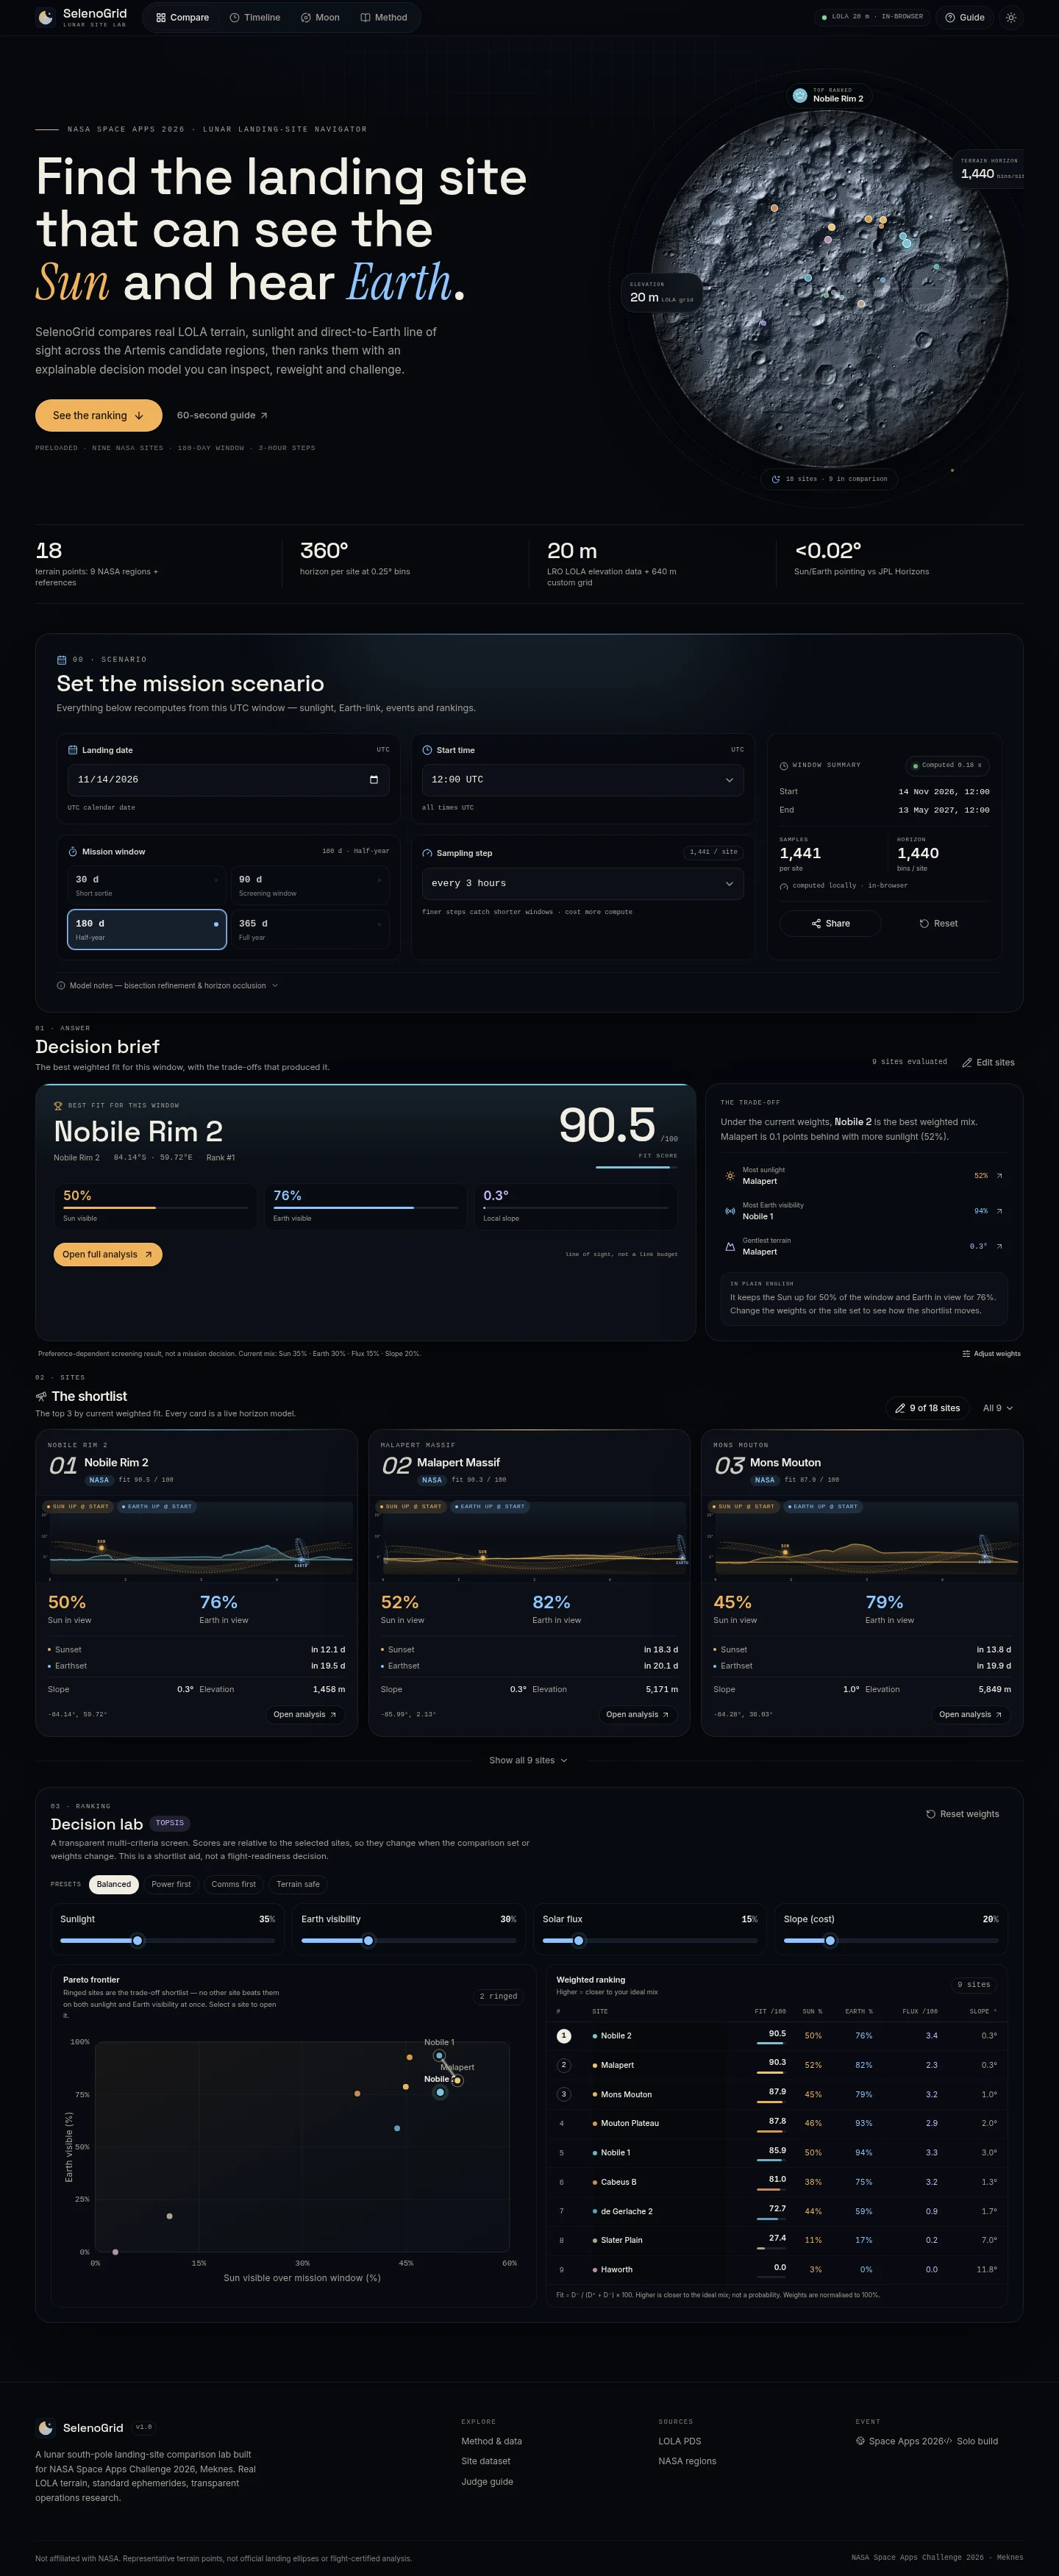 SelenoGrid
LUNAR SITE LAB
Compare
Timeline
Moon
Method
LOLA 20 m · IN-BROWSER
Guide
NASA SPACE APPS 2026 · LUNAR LANDING-SITE NAVIGATOR
Find the landing site
that can see the
Sun and hear Earth.
SelenoGrid compares real LOLA terrain, sunlight and direct-to-Earth line of
sight across the Artemis candidate regions, then ranks them with an
explainable decision model you can inspect, reweight and challenge.
See the ranking
60-second guide
PRELOADED · NINE NASA SITES · 180-DAY WINDOW · 3-HOUR STEPS
TOP RANKED
Nobile Rim 2
TERRAIN HORIZON
1,440
ELEVATION
20 m LOLA grid
18 sites · 9 in comparison
18
terrain points: 9 NASA regions +
references
360°
horizon per site at 0.25° bins
20 m
LRO LOLA elevation data + 640 m
custom grid
<0.02°
Sun/Earth pointing vs JPL Horizons
00 · SCENARIO
Set the mission scenario
Everything below recomputes from this UTC window — sunlight, Earth-link, events and rankings.
Landing date
UTC
11/14/2026
UTC calendar date
Start time
UTC
12:00 UTC
all times UTC
Mission window
180 d · Half-year
30 d
Short sortie
90 d
Screening window
180 d
Half-year
365 d
Full year
Sampling step
1,441 / site
every 3 hours
finer steps catch shorter windows · cost more compute
WINDOW SUMMARY
Computed 0.18 s
Start
14 Nov 2026, 12:00
End
13 May 2027, 12:00
SAMPLES
1,441
per site
HORIZON
1,440
bins / site
computed locally · in-browser
Share
Reset
Model notes — bisection refinement & horizon occlusion
01 · ANSWER
Decision brief
The best weighted fit for this window, with the trade-offs that produced it.
9 sites evaluated
Edit sites
BEST FIT FOR THIS WINDOW
Nobile Rim 2
Nobile Rim 2 84.14°S · 59.72°E Rank #1
90.5 /100
FIT SCORE
50%
Sun visible
76%
Earth visible
0.3°
Local slope
Open full analysis
line of sight, not a link budget
THE TRADE-OFF
Under the current weights, Nobile 2 is the best weighted mix.
Malapert is 0.1 points behind with more sunlight (52%).
Most sunlight
Malapert
52%
Most Earth visibility
Nobile 1
94%
Gentlest terrain
Malapert
0.3°
IN PLAIN ENGLISH
It keeps the Sun up for 50% of the window and Earth in view for 76%.
Change the weights or the site set to see how the shortlist moves.
Preference-dependent screening result, not a mission decision. Current mix: Sun 35% · Earth 30% · Flux 15% · Slope 20%.
Adjust weights
02 · SITES
The shortlist
The top 3 by current weighted fit. Every card is a live horizon model.
9 of 18 sites
All 9
NOBILE RIM 2
01 Nobile Rim 2
NASA fit 90.5 / 100
SUN UP @ START
EARTH UP @ START
SUN
EARTH
50%
Sun in view
76%
Earth in view
Sunset
in 12.1 d
Earthset
in 19.5 d
Slope 0.3° Elevation 1,458 m
-84.14°, 59.72°
Open analysis
MALAPERT MASSIF
02 Malapert Massif
NASA fit 90.3 / 100
SUN UP @ START
EARTH UP @ START
SUN
EARTH
52%
Sun in view
82%
Earth in view
Sunset
in 18.3 d
Earthset
in 20.1 d
Slope 0.3° Elevation 5,171 m
-85.99°, 2.13°
Open analysis
MONS MOUTON
03 Mons Mouton
NASA fit 87.9 / 100
SUN UP @ START
EARTH UP @ START
SUN
EARTH
45%
Sun in view
79%
Earth in view
Sunset
in 13.8 d
Earthset
in 19.9 d
Slope 1.0° Elevation 5,849 m
-84.28°, 38.03°
Open analysis
Show all 9 sites
03 · RANKING
Decision lab TOPSIS
Reset weights
A transparent multi-criteria screen. Scores are relative to the selected sites, so they change when the comparison set or
weights change. This is a shortlist aid, not a flight-readiness decision.
PRESETS Balanced Power first Comms first Terrain safe
Sunlight 35%
Earth visibility 30%
Solar flux 15%
Slope (cost) 20%
Pareto frontier
Ringed sites are the trade-off shortlist — no other site beats them
on both sunlight and Earth visibility at once. Select a site to open
it.
2 ringed
Earth visible (%)
100%
75%
50%
25%
0%
Nobile 1
Malapert
0% 15% 30% 45% 60%
Sun visible over mission window (%)
Weighted ranking
Higher = closer to your ideal mix
9 sites
# SITE FIT /100 SUN % EARTH % FLUX /100 SLOPE °
1 Nobile 2 90.5 50% 76% 3.4 0.3°
2 Malapert 90.3 52% 82% 2.3 0.3°
3 Mons Mouton 87.9 45% 79% 3.2 1.0°
4 Mouton Plateau 87.8 46% 93% 2.9 2.0°
5 Nobile 1 85.9 50% 94% 3.3 3.0°
6 Cabeus B 81.0 38% 75% 3.2 1.3°
7 de Gerlache 2 72.7 44% 59% 0.9 1.7°
8 Slater Plain 27.4 11% 17% 0.2 7.0°
9 Haworth 0.0 3% 0% 0.0 11.8°
Fit = D⁻ / (D⁺ + D⁻) × 100. Higher is closer to the ideal mix; not a probability. Weights are normalised to 100%.
SelenoGrid v1.0
A lunar south-pole landing-site comparison lab built
for NASA Space Apps Challenge 2026, Meknes. Real
LOLA terrain, standard ephemerides, transparent
operations research.
EXPLORE
Method & data
Site dataset
Judge guide
SOURCES
LOLA PDS
NASA regions
EVENT
Space Apps 2026
Solo build
Not affiliated with NASA. Representative terrain points, not official landing ellipses or flight-certified analysis.
NASA Space Apps Challenge 2026 · Meknes